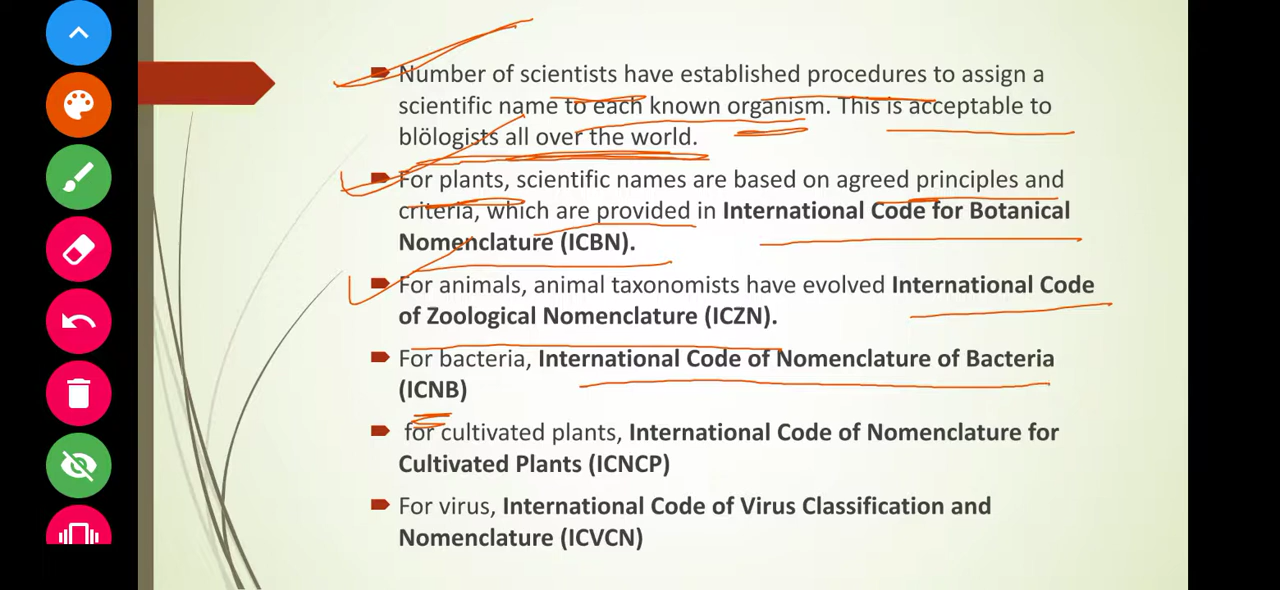 Number of scientists have established procedures to assign a
scientific name to each known organism. This is acceptable to
blölogists all over the world.
For plants, scientific names are based on agreed principles and
criteria, which are provided in International Code for Botanical
Nomenclature (ICBN).
For animals, animal taxonomists have evolved International Code
of Zoological Nomenclature (ICZN).
For bacteria, International Code of Nomenclature of Bacteria
(ICNB)
for cultivated plants, International Code of Nomenclature for
Cultivated Plants (ICNCP)
For virus, International Code of Virus Classification and
Nomenclature (ICVCN)